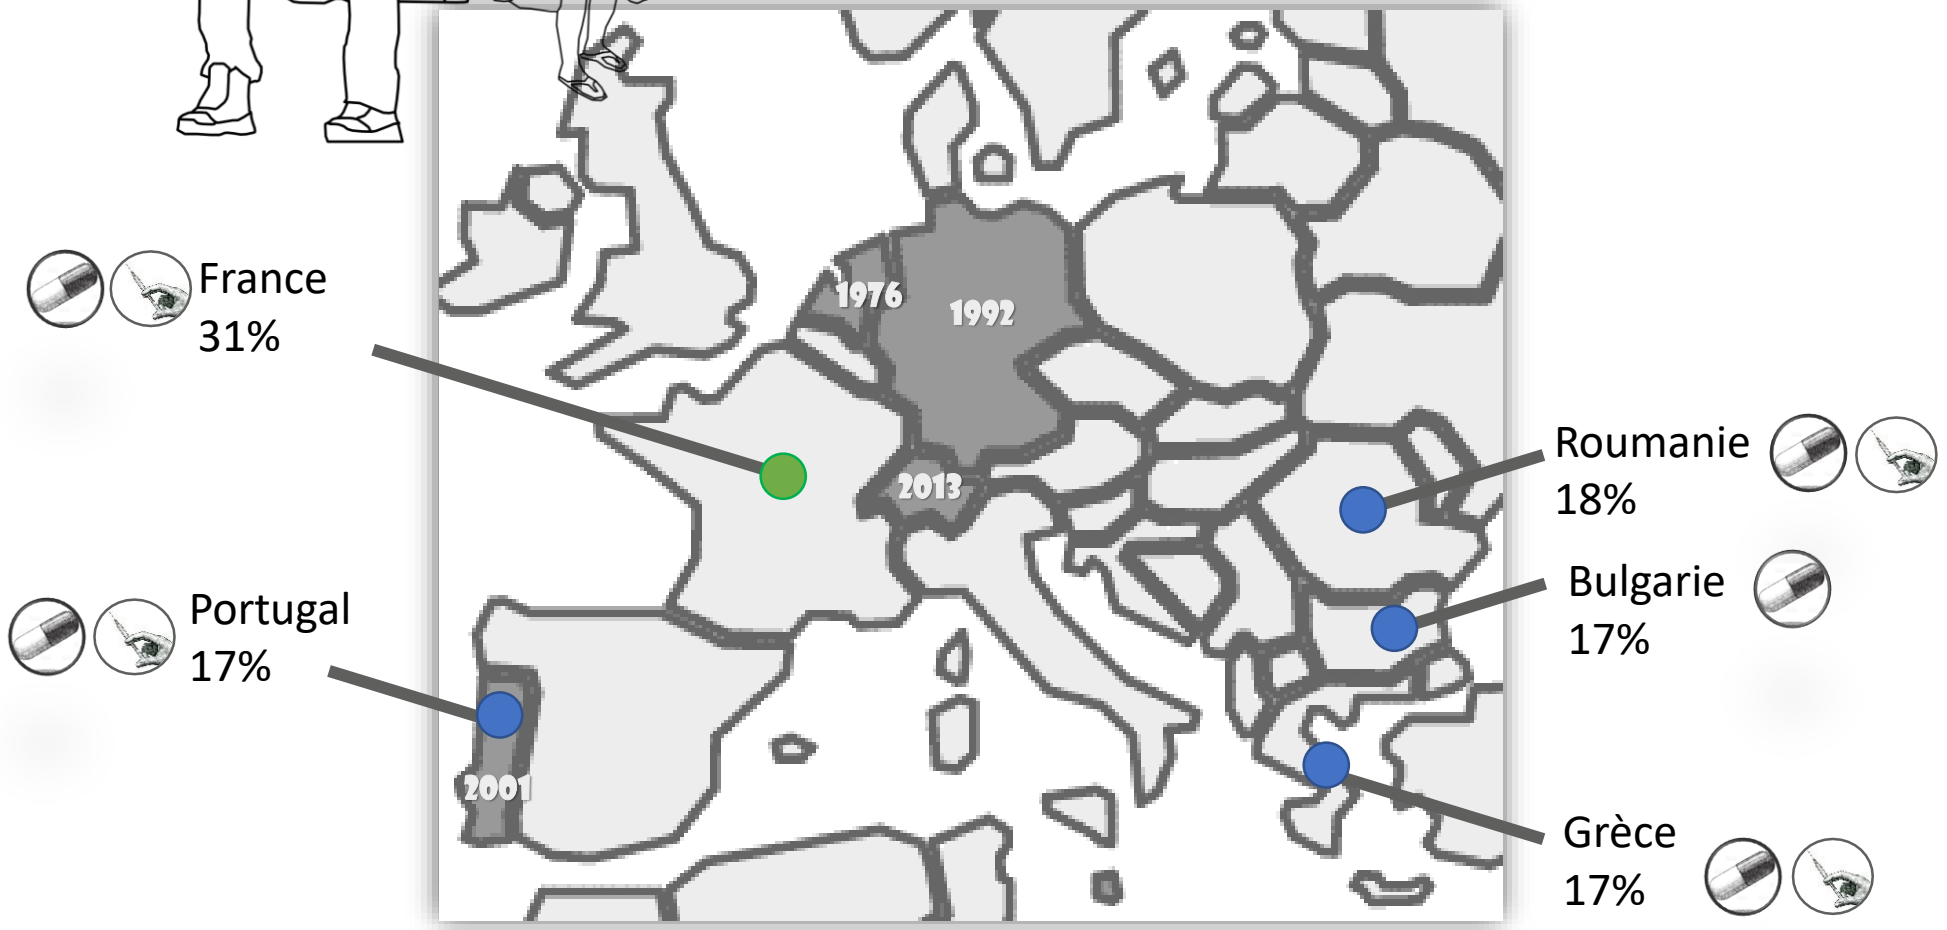 France
31%
Portugal
17%
1976
1992
2013
2001
Roumanie
18%
Bulgarie
17%
Grèce
17%